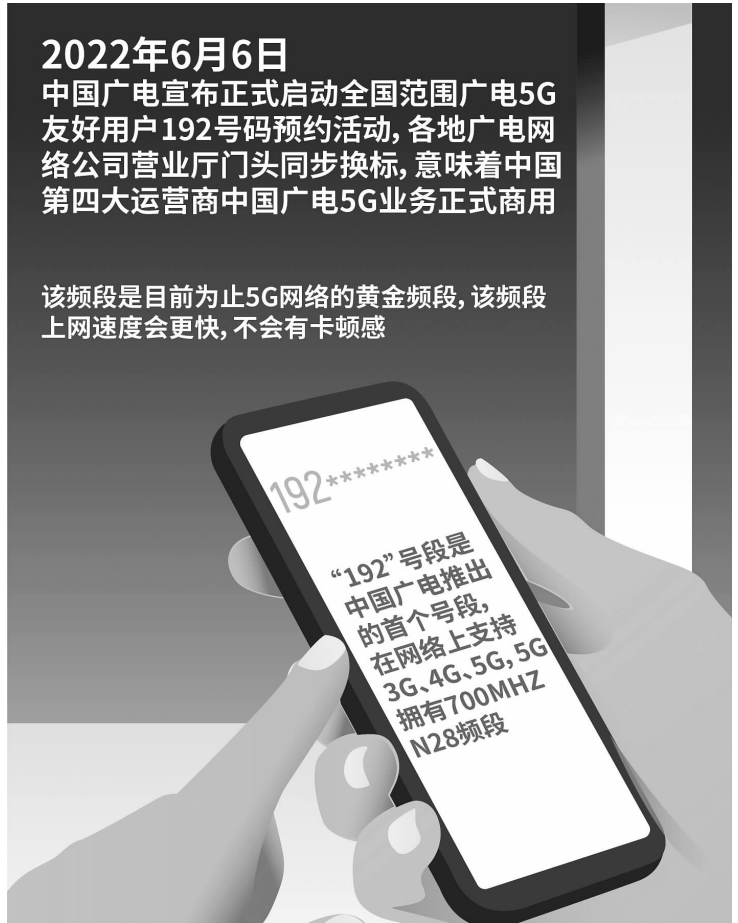 2022年6月6日
中国广电宣布正式启动全国范围广电5G
友好用户192号码预约活动，各地广电网
络公司营业厅门头同步换标，意味着中国
第四大运营商中国广电5G业务正式商用
该频段是目前为止5G网络的黄金频段，该频段
上网速度会更快，不会有卡顿感
192********
“192”号段是
中国广电推出
的首个号段，
在网络上支持
3G、4G、5G，5G
拥有700MHZ
N28频段